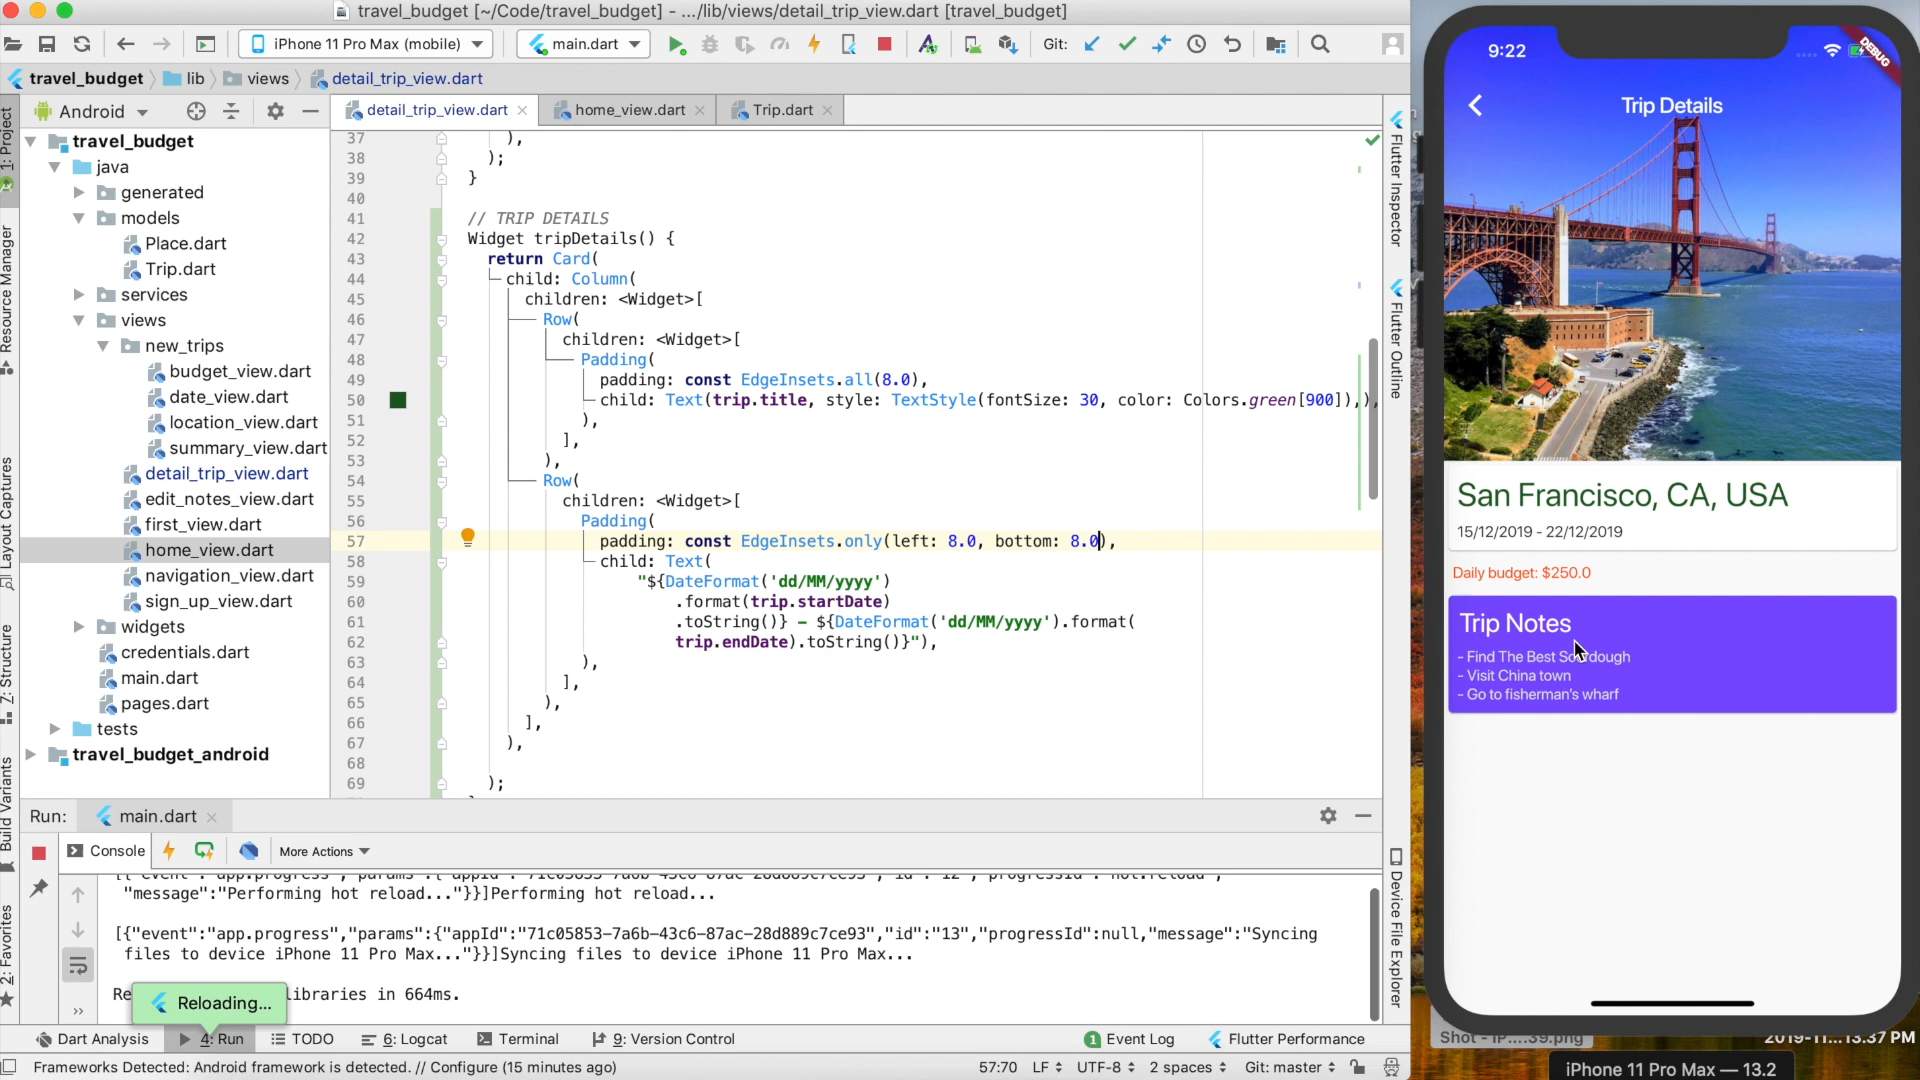 travel_budget [~/Code/travel_budget] - .../lib/views/detail_trip_view.dart [travel_budget]
iPhone 11 Pro Max (mobile)
main.dart
Git:
travel_budget
lib
views
detail_trip_view.dart
Android
detail_trip_view.dart
home_view.dart
Trip.dart
1: Project
Resource Manager
Layout Captures
Z: Structure
Build Variants
2: Favorites
travel_budget
java
generated
models
Place.dart
Trip.dart
services
views
new_trips
budget_view.dart
date_view.dart
location_view.dart
summary_view.dart
detail_trip_view.dart
edit_notes_view.dart
first_view.dart
home_view.dart
navigation_view.dart
sign_up_view.dart
widgets
credentials.dart
main.dart
pages.dart
tests
travel_budget_android
37 ),
38 );
39 }
40
41 // TRIP DETAILS
42 Widget tripDetails() {
43 return Card(
44 child: Column(
45 children: <Widget>[
46 Row(
47 children: <Widget>[
48 Padding(
49 padding: const EdgeInsets.all(8.0),
50 child: Text(trip.title, style: TextStyle(fontSize: 30, color: Colors.green[900]),),
51 ),
52 ],
53 ),
54 Row(
55 children: <Widget>[
56 Padding(
57 padding: const EdgeInsets.only(left: 8.0, bottom: 8.0),
58 child: Text(
59 "${DateFormat('dd/MM/yyyy')
60 .format(trip.startDate)
61 .toString()} - ${DateFormat('dd/MM/yyyy').format(
62 trip.endDate).toString()}"),
63 ),
64 ],
65 ),
66 ],
67 ),
68
69 );
Flutter Inspector
Flutter Outline
Device File Explorer
Run:
main.dart
Console
More Actions
"message":"Performing hot reload..."}}]Performing hot reload...
[{"event":"app.progress","params":{"appId":"71c05853-7a6b-43c6-87ac-28d889c7ce93","id":"13","progressId":null,"message":"Syncing
files to device iPhone 11 Pro Max..."}}]Syncing files to device iPhone 11 Pro Max...
Re
libraries in 664ms.
Reloading...
Dart Analysis
4: Run
TODO
6: Logcat
Terminal
9: Version Control
1 Event Log
Flutter Performance
Frameworks Detected: Android framework is detected. // Configure (15 minutes ago)
57:70
LF
UTF-8
2 spaces
Git: master
9:22
DEBUG
Trip Details
San Francisco, CA, USA
15/12/2019 - 22/12/2019
Daily budget: $250.0
Trip Notes
- Find The Best Sourdough
- Visit China town
- Go to fisherman's wharf
2019-11...13.37 PM
iPhone 11 Pro Max — 13.2